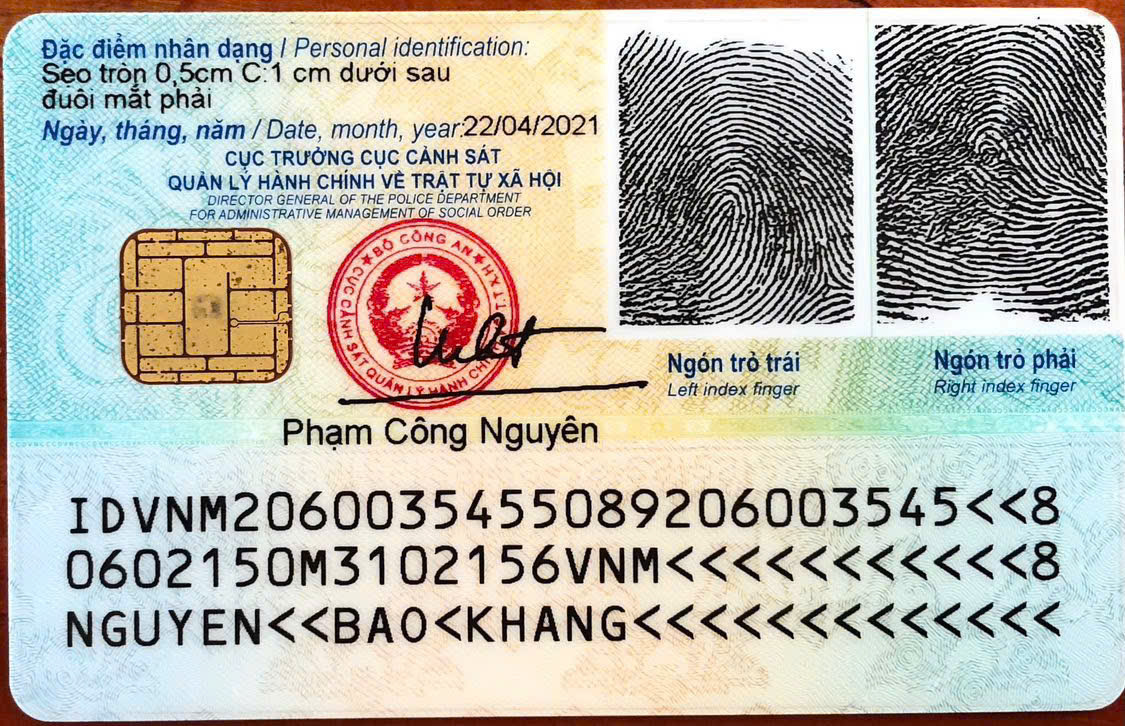 Đặc điểm nhân dạng / Personal identification:
Sẹo tròn 0,5cm C:1 cm dưới sau
đuôi mắt phải
Ngày, tháng, năm / Date, month, year:22/04/2021
CỤC TRƯỞNG CỤC CẢNH SÁT
QUẢN LÝ HÀNH CHÍNH VỀ TRẬT TỰ XÃ HỘI
DIRECTOR GENERAL OF THE POLICE DEPARTMENT
FOR ADMINISTRATIVE MANAGEMENT OF SOCIAL ORDER
BỘ CÔNG AN
CỤC CẢNH SÁT QUẢN LÝ HÀNH CHÍNH
Phạm Công Nguyên
Ngón trỏ trái
Left index finger
Ngón trỏ phải
Right index finger
IDVNM2060035455089206003545<<8
0602150M3102156VNM<<<<<<<<<<<8
NGUYEN<<BAO<KHANG<<<<<<<<<<<<<